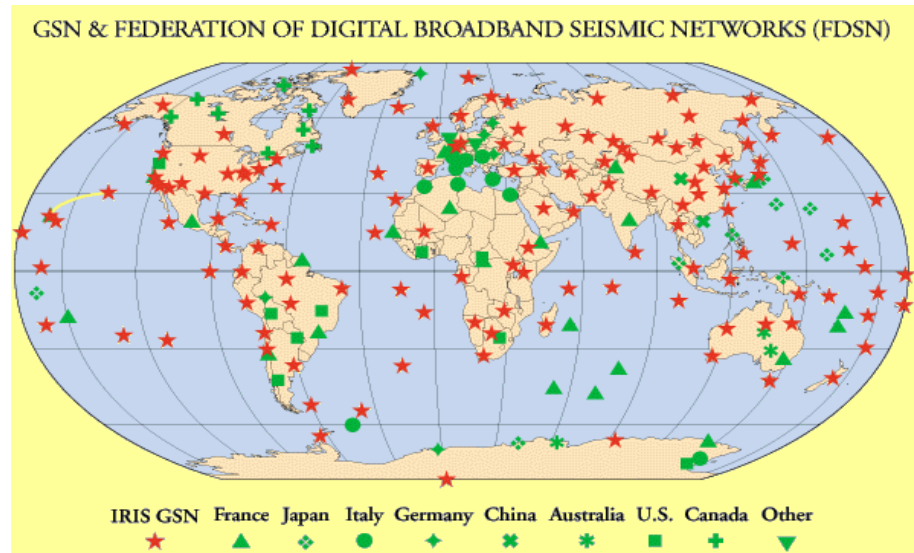 GSN & FEDERATION OF DIGITAL BROADBAND SEISMIC NETWORKS (FDSN)
IRIS GSN France Japan Italy Germany China Australia U.S. Canada Other